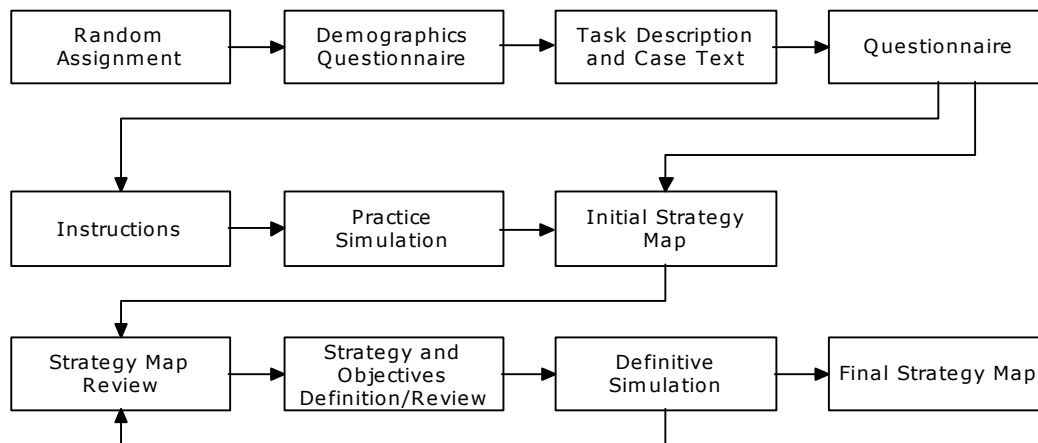 Random
Assignment
Demographics
Questionnaire
Task Description
and Case Text
Questionnaire
Instructions
Practice
Simulation
Initial Strategy
Map
Strategy Map
Review
Strategy and
Objectives
Definition/Review
Definitive
Simulation
Final Strategy Map